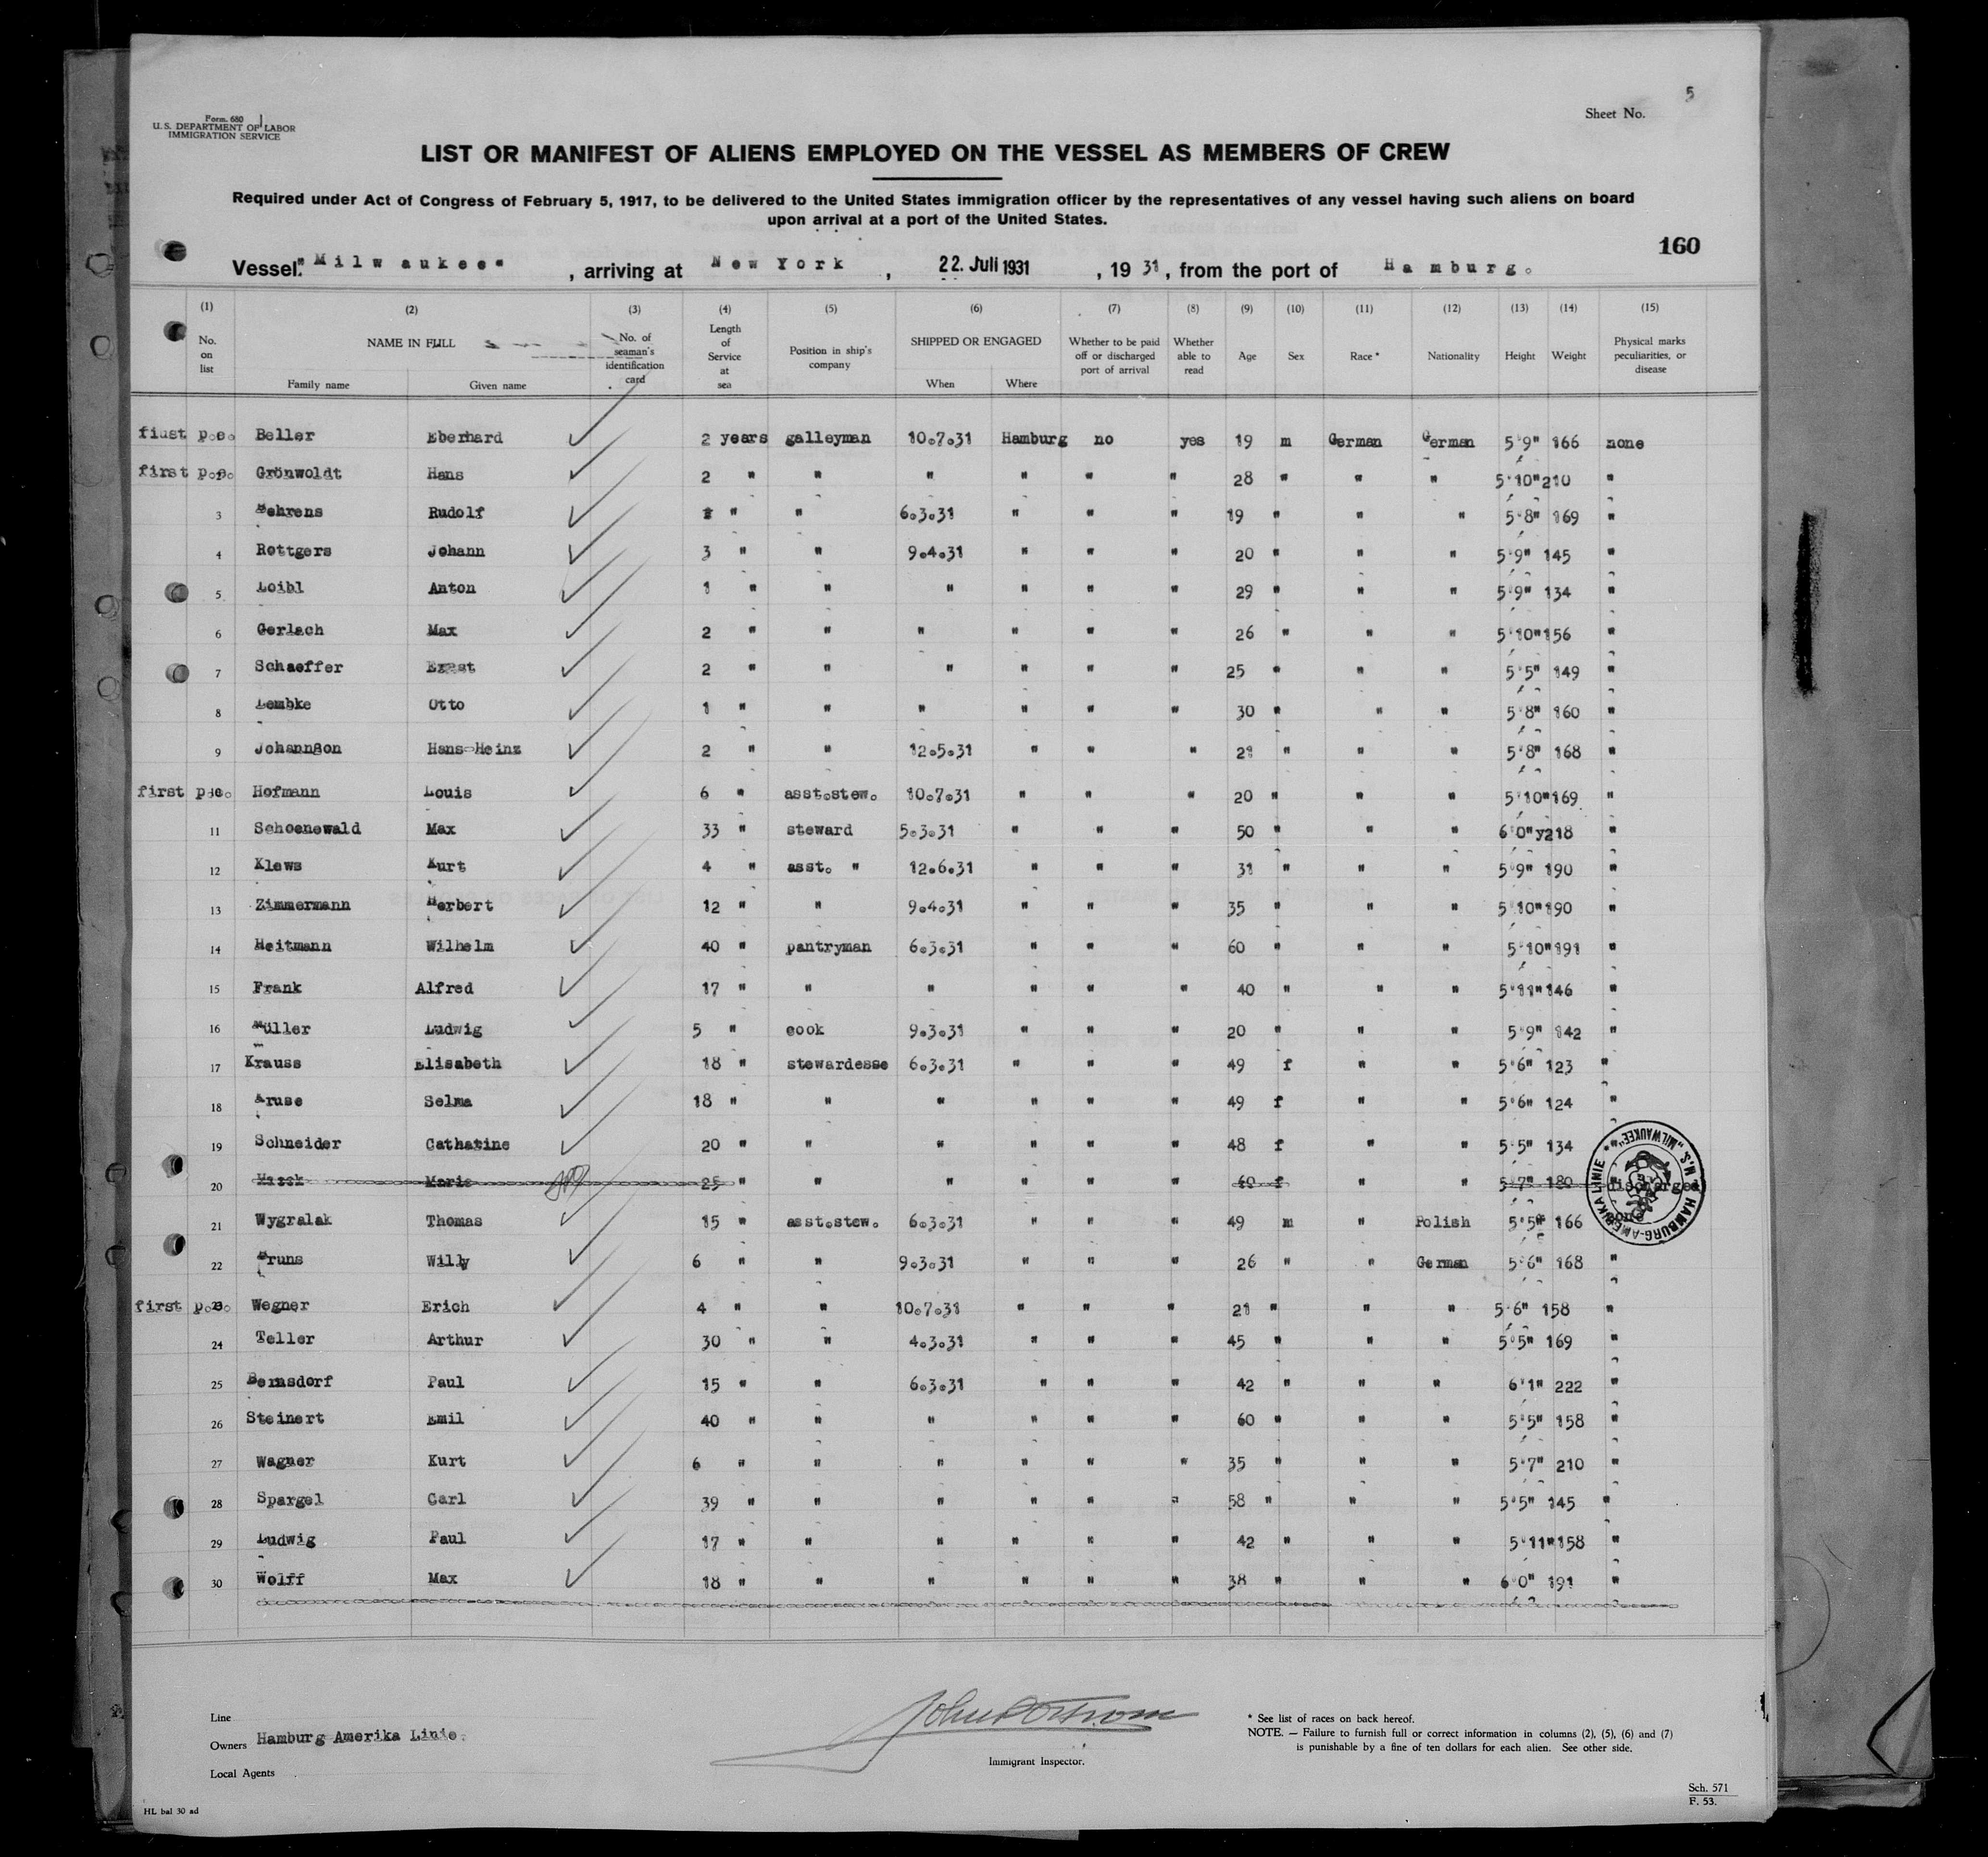 5
Form. 680
U.S. DEPARTMENT OF LABOR
IMMIGRATION SERVICE
Sheet No.
LIST OR MANIFEST OF ALIENS EMPLOYED ON THE VESSEL AS MEMBERS OF CREW
Required under Act of Congress of February 5, 1917, to be delivered to the United States immigration officer by the representatives of any vessel having such aliens on board
upon arrival at a port of the United States.
160
Vessel "Milwaukee", arriving at New York, 22. Juli 1931, 1931, from the port of Hamburg.
(1) (2) (3) (4) (5) (6) (7) (8) (9) (10) (11) (12) (13) (14) (15)
No. on list NAME IN FULL Family name Given name No. of seaman's identification card Length of Service at sea Position in ship's company SHIPPED OR ENGAGED When Where Whether to be paid off or discharged port of arrival Whether able to read Age Sex Race * Nationality Height Weight Physical marks peculiarities, or disease
fiust p.e. Beller Eberhard 2 years galleyman 10.7.31 Hamburg no yes 19 m German German 5'9" 166 none
first p.e. Grönwoldt Hans 2 " " " " " " 28 " " " 5'10" 210 "
3 Behrens Rudolf " " 6.3.31 " " " 19 " " " 5'8" 169 "
4 Rottgers Johann 3 " " 9.4.31 " " " 20 " " " 5'9" 145 "
5 Loibl Anton 1 " " " " " " 29 " " " 5'9" 134 "
6 Gerlach Max 2 " " " " " " 26 " " " 5'10" 156 "
7 Schaeffer Ernst 2 " " " " " " 25 " " " 5'5" 149 "
8 Lembke Otto 1 " " " " " " 30 " " " 5'8" 160 "
9 Johannson Hans-Heinz 2 " " 12.5.31 " " " 21 " " " 5'8" 168 "
first p.e. Hofmann Louis 6 " asst.stew. 10.7.31 " " " 20 " " " 5'10" 169 "
11 Schoenewald Max 33 " steward 5.3.31 " " " 50 " " " 6'0"y218 "
12 Klews Kurt 4 " asst. " 12.6.31 " " " 31 " " " 5'9" 190 "
13 Zimmermann Herbert 12 " " 9.4.31 " " " 35 " " " 5'10" 190 "
14 Heitmann Wilhelm 40 " pantryman 6.3.31 " " " 60 " " " 5'10" 191 "
15 Frank Alfred 17 " " " " " " 40 " " " 5'11" 146 "
16 Müller Ludwig 5 " cook 9.3.31 " " " 20 " " " 5'9" 142 "
17 Krauss Elisabeth 18 " stewardesse 6.3.31 " " " 49 f " " 5'6" 123 "
18 Kruse Selma 18 " " " " " " 49 f " " 5'6" 124 "
19 Schneider Cathatine 20 " " " " " " 48 f " " 5'5" 134 "
20 Maria 25 " " " " " " 60 f " " 5'7" 180 discharged
HAMBURG-AMERIKA LINIE * M.S. "MILWAUKEE" *
21 Wygralak Thomas 15 " asst.stew. 6.3.31 " " " 49 m " Polish 5'5" 166 none
22 Bruns Willy 6 " " 9.3.31 " " " 26 " " German 5'6" 168 "
first p.e. 23 Wegner Erich 4 " " 10.7.31 " " " 21 " " " 5'6" 158 "
24 Teller Arthur 30 " " 4.3.31 " " " 45 " " " 5'5" 169 "
25 Bernsdorf Paul 15 " " 6.3.31 " " " 42 " " " 6'1" 222 "
26 Steinert Emil 40 " " " " " " 60 " " " 5'5" 158 "
27 Wagner Kurt 6 " " " " " " 35 " " " 5'7" 210 "
28 Spargel Carl 39 " " " " " " 58 " " " 5'5" 145 "
29 Ludwig Paul 17 " " " " " " 42 " " " 5'11" 158 "
30 Wolff Max 18 " " " " " " 38 " " " 6'0" 191 "
Line
Owners Hamburg Amerika Linie.
Local Agents
Immigrant Inspector.
* See list of races on back hereof.
NOTE. — Failure to furnish full or correct information in columns (2), (5), (6) and (7)
is punishable by a fine of ten dollars for each alien. See other side.
HL bal 30 ad
Sch. 571
F. 53.